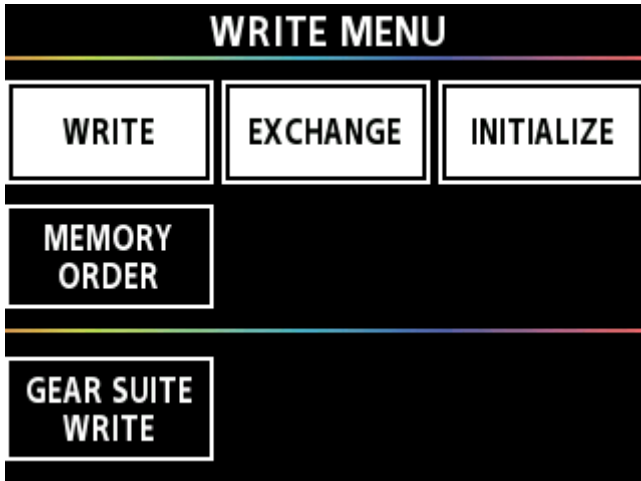 WRITE MENU
WRITE EXCHANGE INITIALIZE
MEMORY
ORDER
GEAR SUITE
WRITE